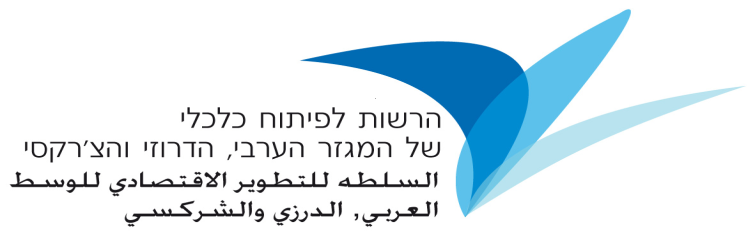 הרשות לפיתוח כלכלי
של המגזר הערבי, הדרוזי והצ'רקסי
السلطه للتطوير الاقتصادي للوسط
العربي, الدرزي والشركسي